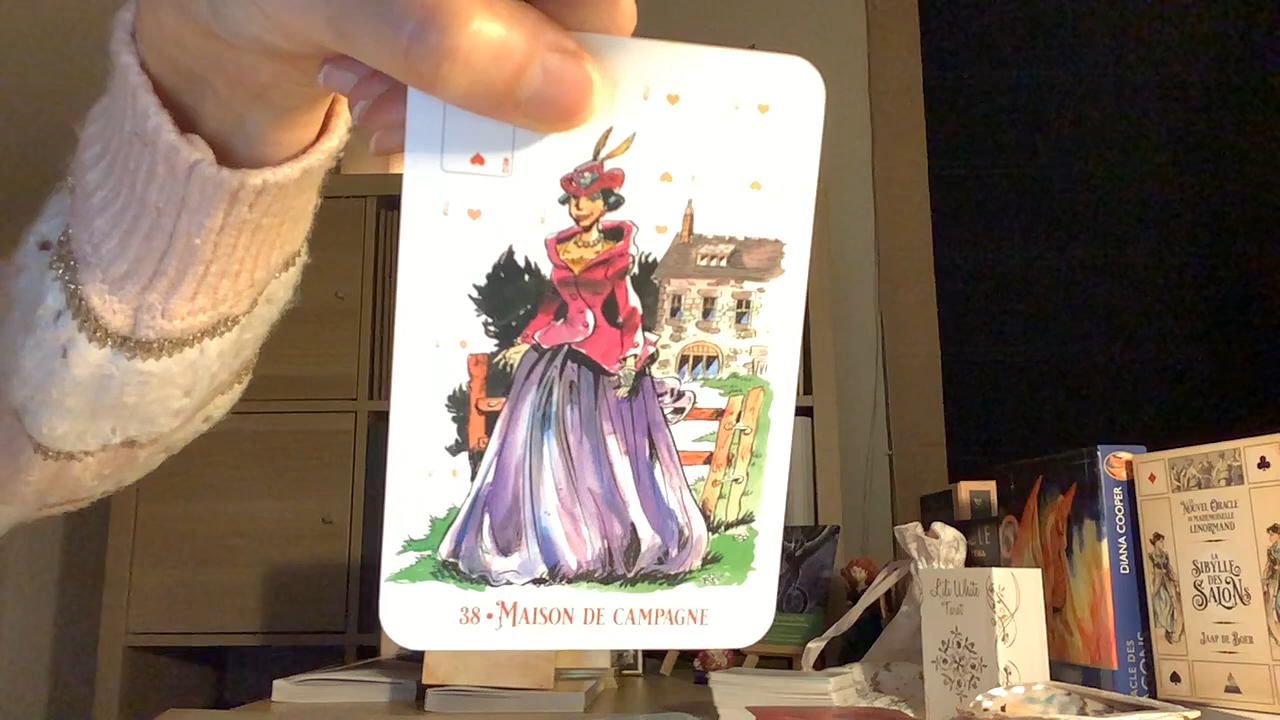 38 • MAISON DE CAMPAGNE
DIANA COOPER
LE NOUVEL ORACLE
DE MADEMOISELLE
LENORMAND
LA
SIBYLLE
DES
SALONS
JAAP DE BOER
Lili White
Tarot